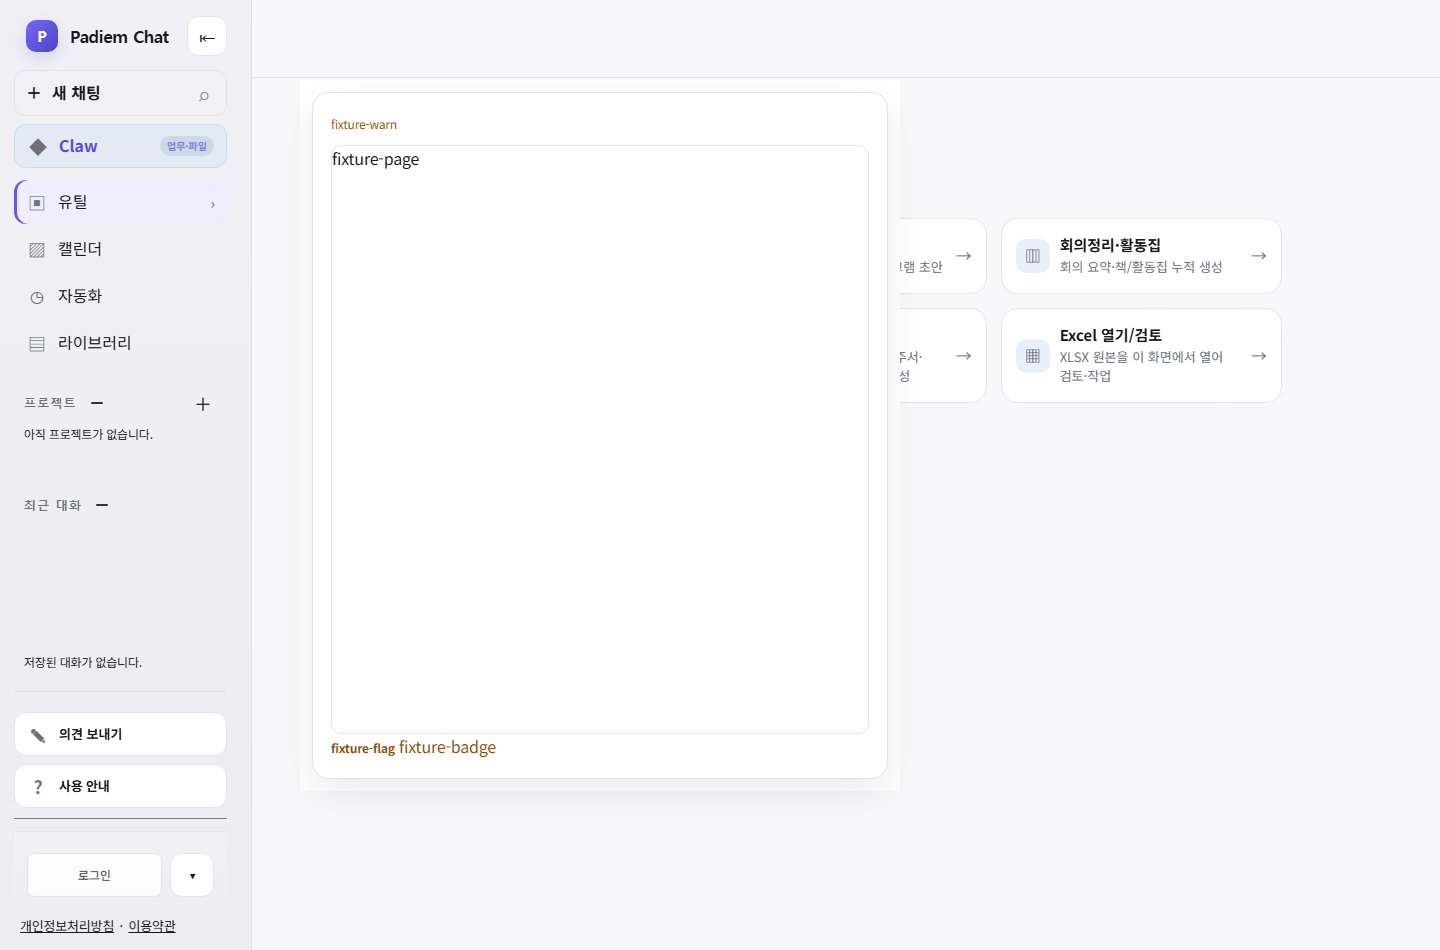 P Padiem Chat
+ 새 채팅
Claw 업무·파일
유틸
캘린더
자동화
라이브러리
프로젝트
아직 프로젝트가 없습니다.
최근 대화
저장된 대화가 없습니다.
의견 보내기
? 사용 안내
로그인
개인정보처리방침 · 이용약관
fixture-warn
fixture-page
fixture-flag fixture-badge
초안
회의정리·활동집
회의 요약·책/활동집 누적 생성
성
Excel 열기/검토
XLSX 원본을 이 화면에서 열어
검토·작업